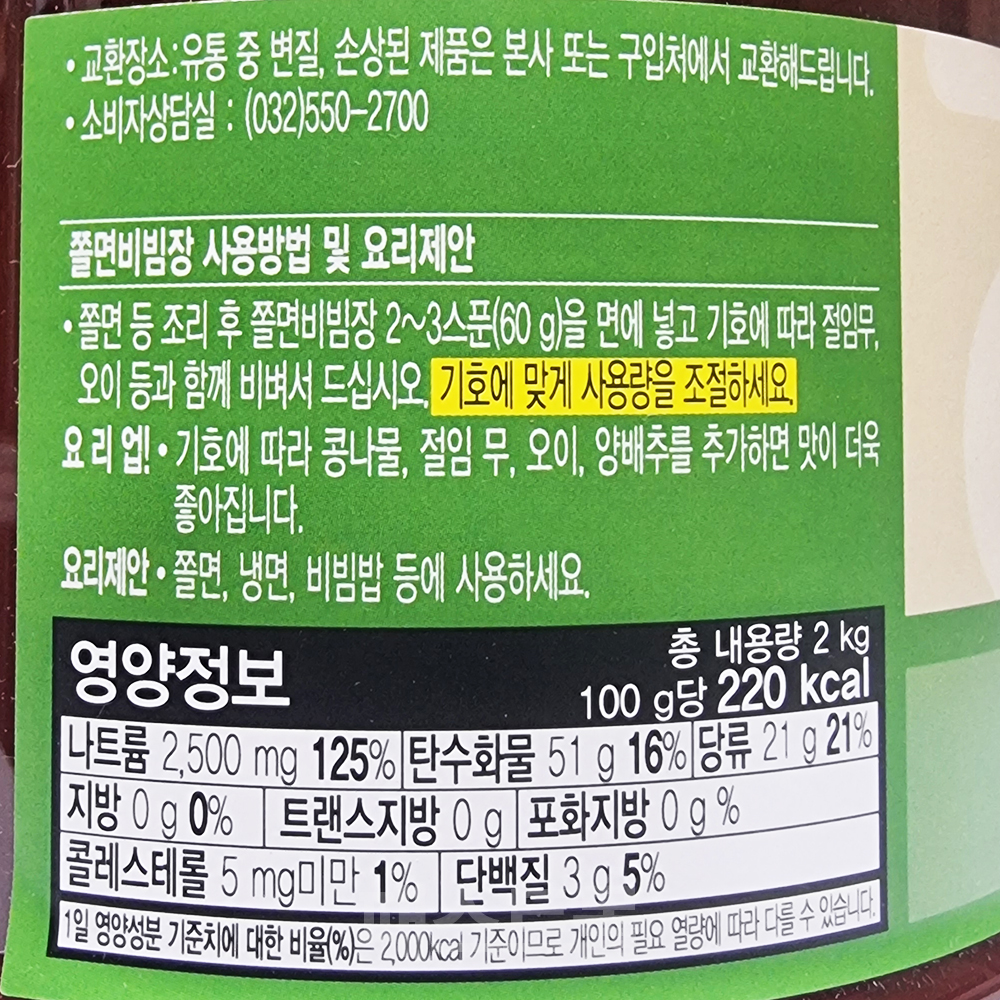 • 교환장소:유통 중 변질, 손상된 제품은 본사 또는 구입처에서 교환해드립니다.
• 소비자상담실 : (032)550-2700
쫄면비빔장 사용방법 및 요리제안
• 쫄면 등 조리 후 쫄면비빔장 2~3스푼(60 g)을 면에 넣고 기호에 따라 절임무,
오이 등과 함께 비벼서 드십시오. 기호에 맞게 사용량을 조절하세요.
요 리 업! • 기호에 따라 콩나물, 절임 무, 오이, 양배추를 추가하면 맛이 더욱
좋아집니다.
요리제안 • 쫄면, 냉면, 비빔밥 등에 사용하세요.
영양정보 총 내용량 2 kg
100 g당 220 kcal
나트륨 2,500 mg 125% 탄수화물 51 g 16% 당류 21 g 21%
지방 0 g 0% 트랜스지방 0 g 포화지방 0 g %
콜레스테롤 5 mg미만 1% 단백질 3 g 5%
1일 영양성분 기준치에 대한 비율(%)은 2,000kcal 기준이므로 개인의 필요 열량에 따라 다를 수 있습니다.